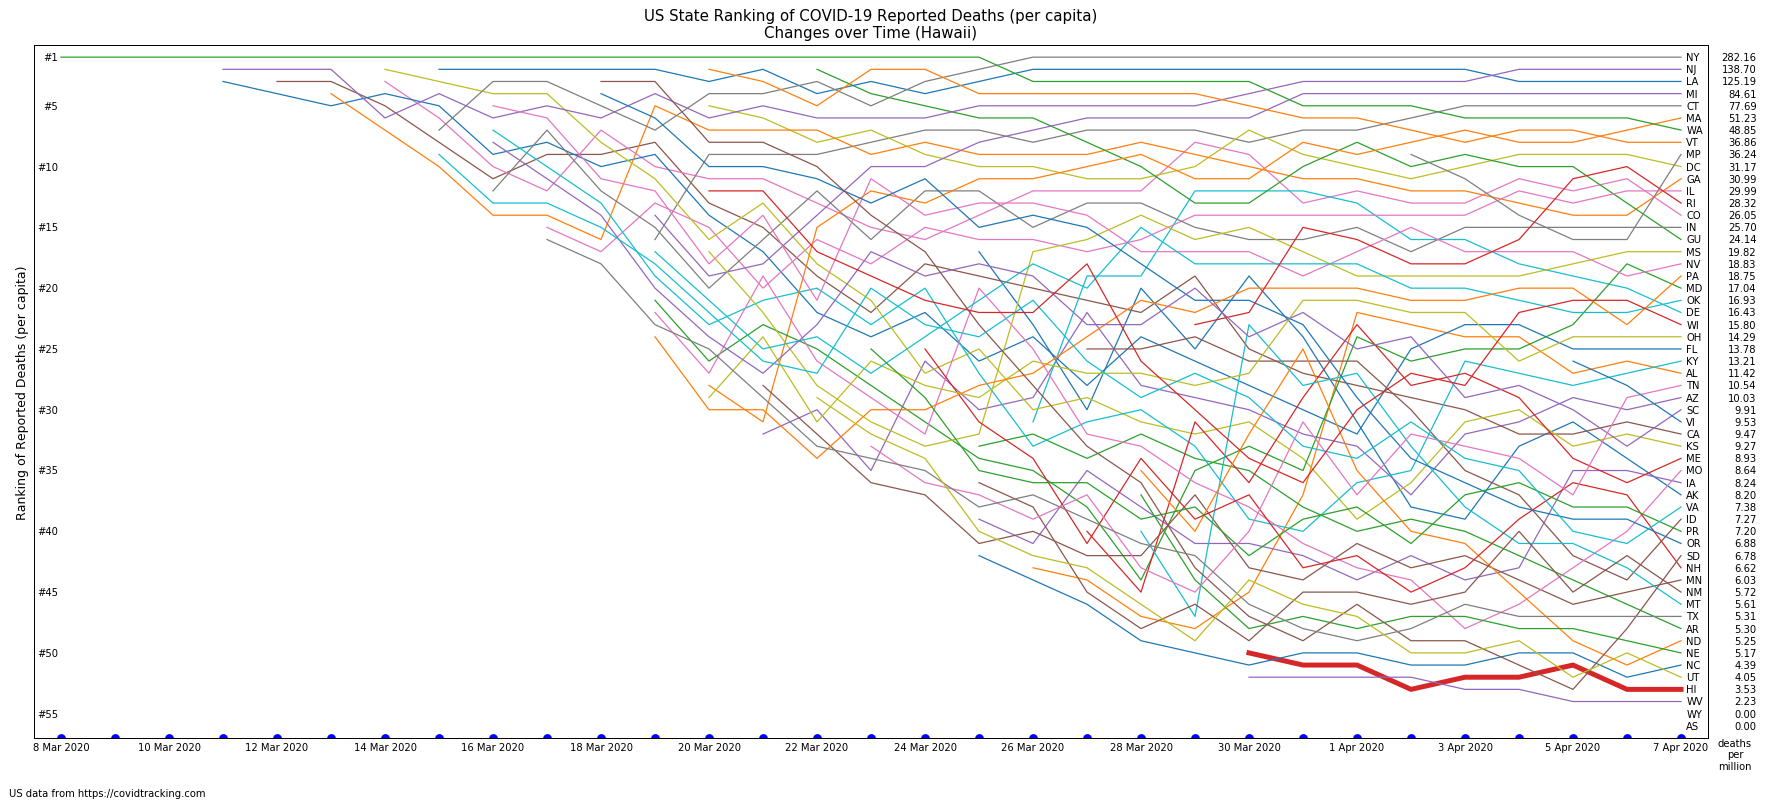 US State Ranking of COVID-19 Reported Deaths (per capita)
Changes over Time (Hawaii)
Ranking of Reported Deaths (per capita)
#1
#5
#10
#15
#20
#25
#30
#35
#40
#45
#50
#55
NY 282.16
NJ 138.70
LA 125.19
MI 84.61
CT 77.69
MA 51.23
WA 48.85
VT 36.86
MP 36.24
DC 31.17
GA 30.99
IL 29.99
RI 28.32
CO 26.05
IN 25.70
GU 24.14
MS 19.82
NV 18.83
PA 18.75
MD 17.04
OK 16.93
DE 16.43
WI 15.80
OH 14.29
FL 13.78
KY 13.21
AL 11.42
TN 10.54
AZ 10.03
SC 9.91
VI 9.53
CA 9.47
KS 9.27
ME 8.93
MO 8.64
IA 8.24
AK 8.20
VA 7.38
ID 7.27
PR 7.20
OR 6.88
SD 6.78
NH 6.62
MN 6.03
NM 5.72
MT 5.61
TX 5.31
AR 5.30
ND 5.25
NE 5.17
NC 4.39
UT 4.05
HI 3.53
WV 2.23
WY 0.00
AS 0.00
8 Mar 2020 10 Mar 2020 12 Mar 2020 14 Mar 2020 16 Mar 2020 18 Mar 2020 20 Mar 2020 22 Mar 2020 24 Mar 2020 26 Mar 2020 28 Mar 2020 30 Mar 2020 1 Apr 2020 3 Apr 2020 5 Apr 2020 7 Apr 2020
deaths
per
million
US data from https://covidtracking.com